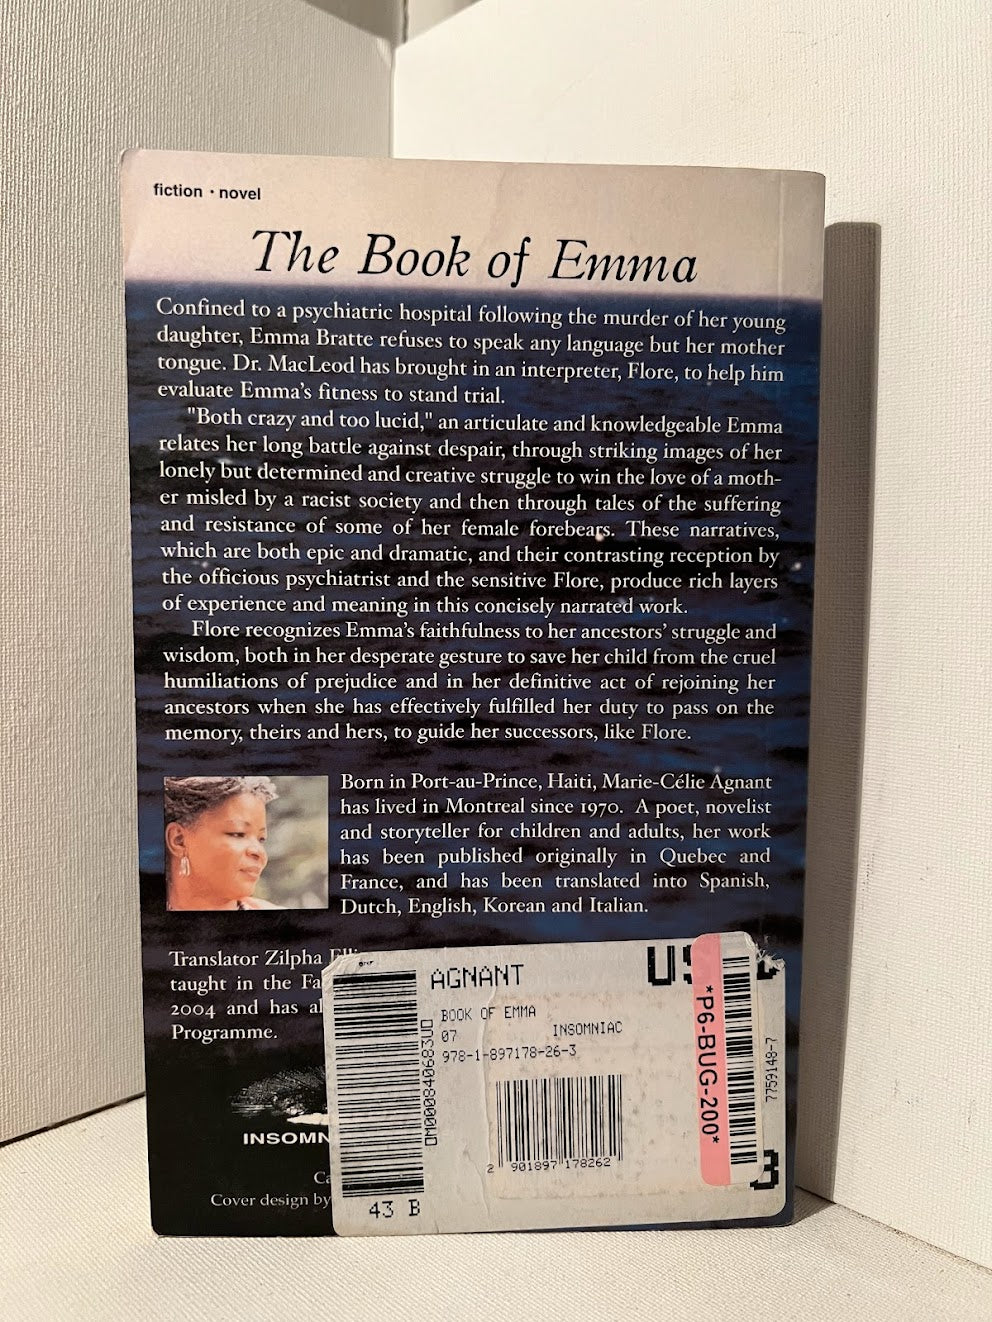 fiction · novel
The Book of Emma
Confined to a psychiatric hospital following the murder of her young
daughter, Emma Bratte refuses to speak any language but her mother
tongue. Dr. MacLeod has brought in an interpreter, Flore, to help him
evaluate Emma's fitness to stand trial.
"Both crazy and too lucid," an articulate and knowledgeable Emma
relates her long battle against despair, through striking images of her
lonely but determined and creative struggle to win the love of a moth-
er misled by a racist society and then through tales of the suffering
and resistance of some of her female forebears. These narratives,
which are both epic and dramatic, and their contrasting reception by
the officious psychiatrist and the sensitive Flore, produce rich layers
of experience and meaning in this concisely narrated work.
Flore recognizes Emma's faithfulness to her ancestors' struggle and
wisdom, both in her desperate gesture to save her child from the cruel
humiliations of prejudice and in her definitive act of rejoining her
ancestors when she has effectively fulfilled her duty to pass on the
memory, theirs and hers, to guide her successors, like Flore.
Born in Port-au-Prince, Haiti, Marie-Célie Agnant
has lived in Montreal since 1970. A poet, novelist
and storyteller for children and adults, her work
has been published originally in Quebec and
France, and has been translated into Spanish,
Dutch, English, Korean and Italian.
Translator Zilpha
taught in the
2004 and has
Programme.
INSOMN
Cover design by
AGNANT
BOOK OF EMMA
07 INSOMNIAC
978-1-897178-26-3
2 901897 178262
43 B
*P6-BUG-200*
7759148-7